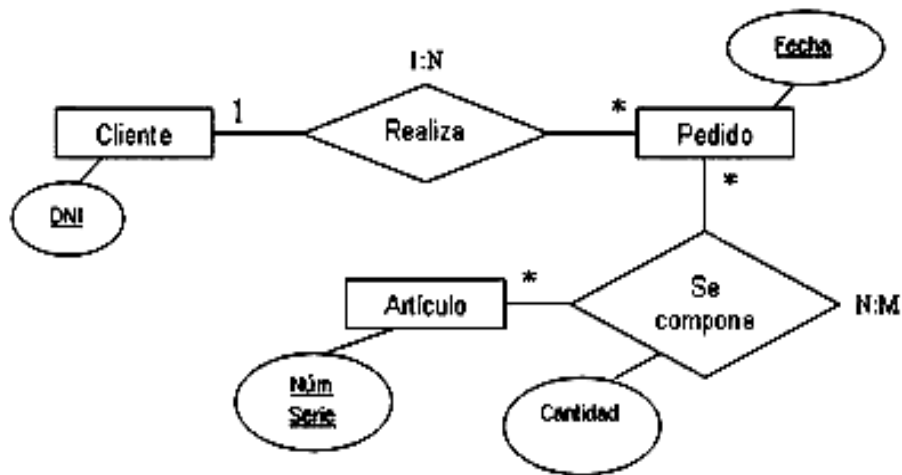 Fecha
1:N
1
*
Cliente
Realiza
Pedido
*
DNI
*
Artículo
Se
compone
N:M
Núm
Serie
Cantidad